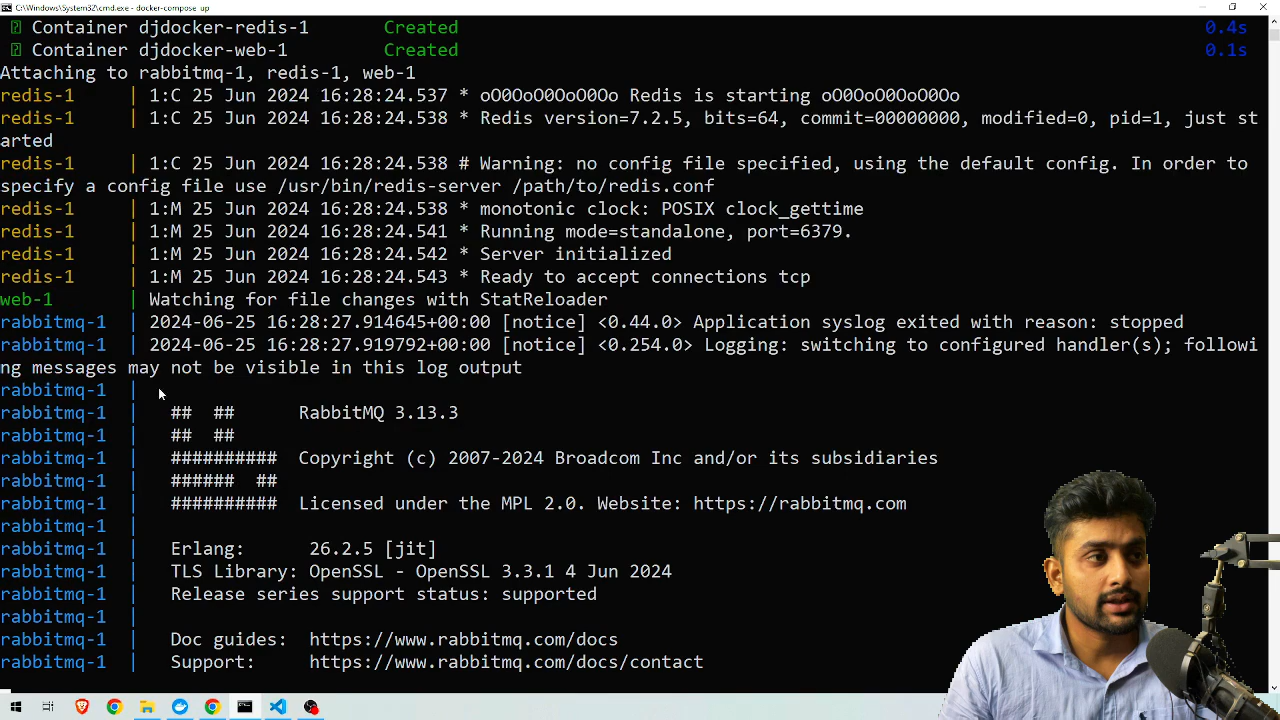 C:\Windows\System32\cmd.exe - docker-compose up
Container djdocker-redis-1 Created 0.4s
Container djdocker-web-1 Created 0.1s
Attaching to rabbitmq-1, redis-1, web-1
redis-1 | 1:C 25 Jun 2024 16:28:24.537 * oO0OoO0OoO0Oo Redis is starting oO0OoO0OoO0Oo
redis-1 | 1:C 25 Jun 2024 16:28:24.538 * Redis version=7.2.5, bits=64, commit=00000000, modified=0, pid=1, just st
arted
redis-1 | 1:C 25 Jun 2024 16:28:24.538 # Warning: no config file specified, using the default config. In order to
specify a config file use /usr/bin/redis-server /path/to/redis.conf
redis-1 | 1:M 25 Jun 2024 16:28:24.538 * monotonic clock: POSIX clock_gettime
redis-1 | 1:M 25 Jun 2024 16:28:24.541 * Running mode=standalone, port=6379.
redis-1 | 1:M 25 Jun 2024 16:28:24.542 * Server initialized
redis-1 | 1:M 25 Jun 2024 16:28:24.543 * Ready to accept connections tcp
web-1 | Watching for file changes with StatReloader
rabbitmq-1 | 2024-06-25 16:28:27.914645+00:00 [notice] <0.44.0> Application syslog exited with reason: stopped
rabbitmq-1 | 2024-06-25 16:28:27.919792+00:00 [notice] <0.254.0> Logging: switching to configured handler(s); followi
ng messages may not be visible in this log output
rabbitmq-1 |
rabbitmq-1 | ## ## RabbitMQ 3.13.3
rabbitmq-1 | ## ##
rabbitmq-1 | ########## Copyright (c) 2007-2024 Broadcom Inc and/or its subsidiaries
rabbitmq-1 | ###### ##
rabbitmq-1 | ########## Licensed under the MPL 2.0. Website: https://rabbitmq.com
rabbitmq-1 |
rabbitmq-1 | Erlang: 26.2.5 [jit]
rabbitmq-1 | TLS Library: OpenSSL - OpenSSL 3.3.1 4 Jun 2024
rabbitmq-1 | Release series support status: supported
rabbitmq-1 |
rabbitmq-1 | Doc guides: https://www.rabbitmq.com/docs
rabbitmq-1 | Support: https://www.rabbitmq.com/docs/contact